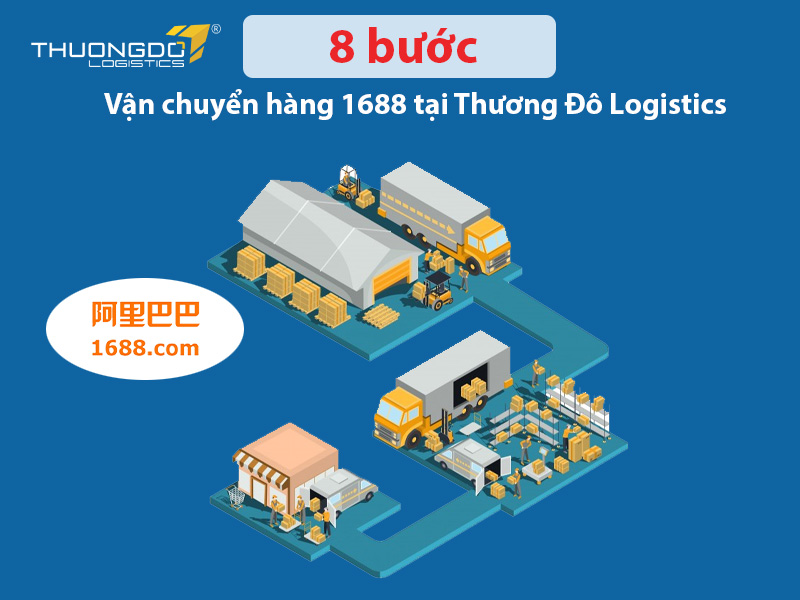 THUONGDO
LOGISTICS
®
8 bước
Vận chuyển hàng 1688 tại Thương Đô Logistics
阿里巴巴
1688.com